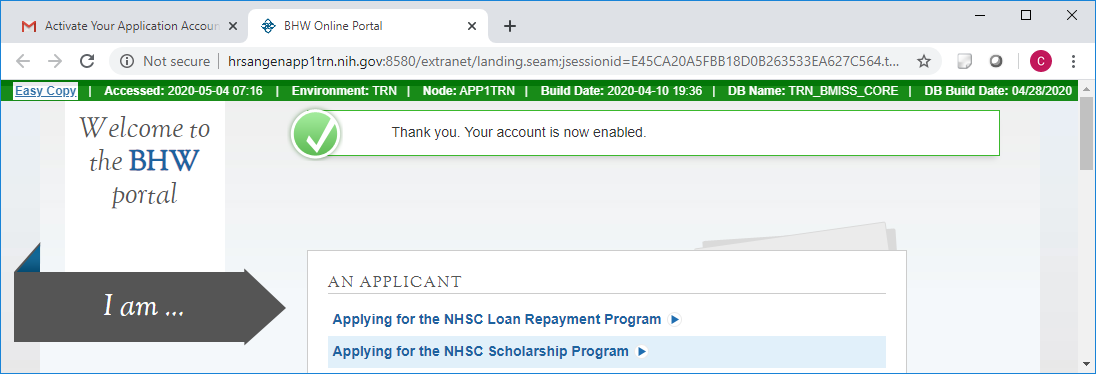 Activate Your Application Accoun
BHW Online Portal
Not secure | hrsangenapp1trn.nih.gov:8580/extranet/landing.seam;jsessionid=E45CA20A5FBB18D0B263533EA627C564.t...
C
Easy Copy | Accessed: 2020-05-04 07:16 | Environment: TRN | Node: APP1TRN | Build Date: 2020-04-10 19:36 | DB Name: TRN_BMISS_CORE | DB Build Date: 04/28/2020
Welcome to
the BHW
portal
Thank you. Your account is now enabled.
I am ...
AN APPLICANT
Applying for the NHSC Loan Repayment Program
Applying for the NHSC Scholarship Program